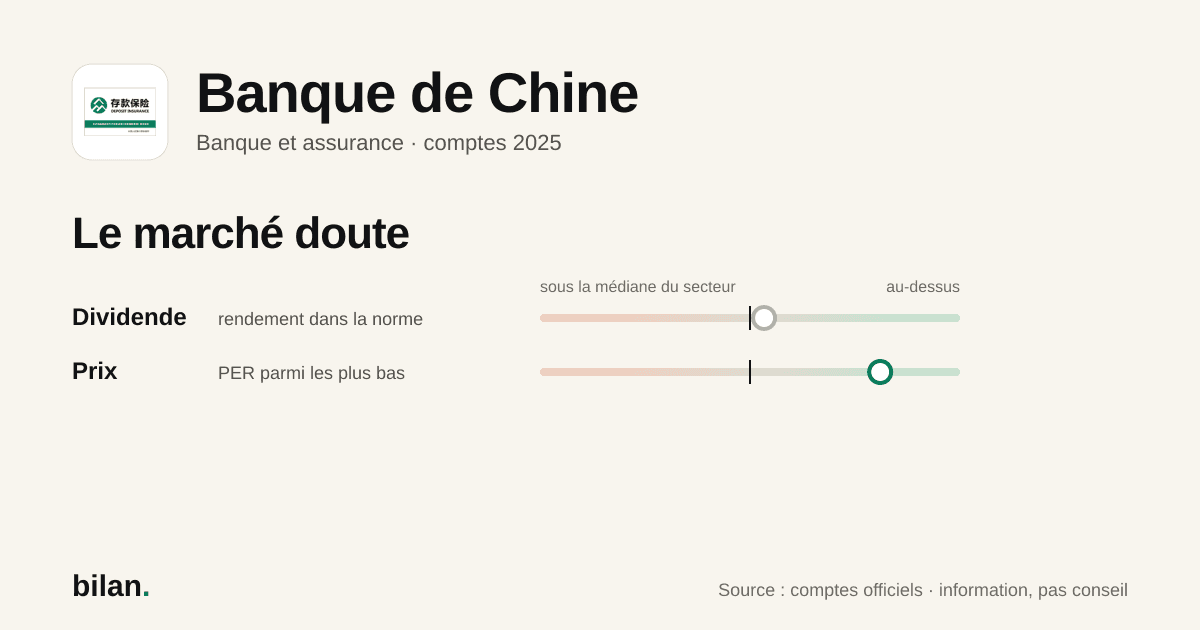 存款保险
DEPOSIT INSURANCE
Banque de Chine
Banque et assurance · comptes 2025
Le marché doute
sous la médiane du secteur
au-dessus
Dividende
rendement dans la norme
Prix
PER parmi les plus bas
bilan.
Source : comptes officiels · information, pas conseil